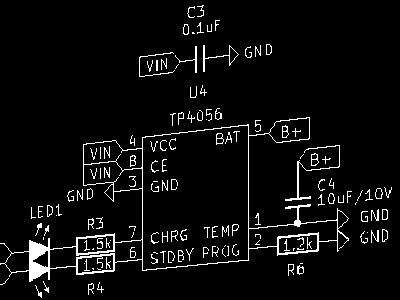 C3
0.1uF
VIN
GND
U4
TP4056
VIN
4
VCC
BAT
5
B+
VIN
8
CE
B+
GND
3
GND
C4
10uF/10V
LED1
R3
1.5k
7
CHRG
TEMP
1
GND
1.5k
6
STDBY
PROG
2
1.2k
GND
R4
R6